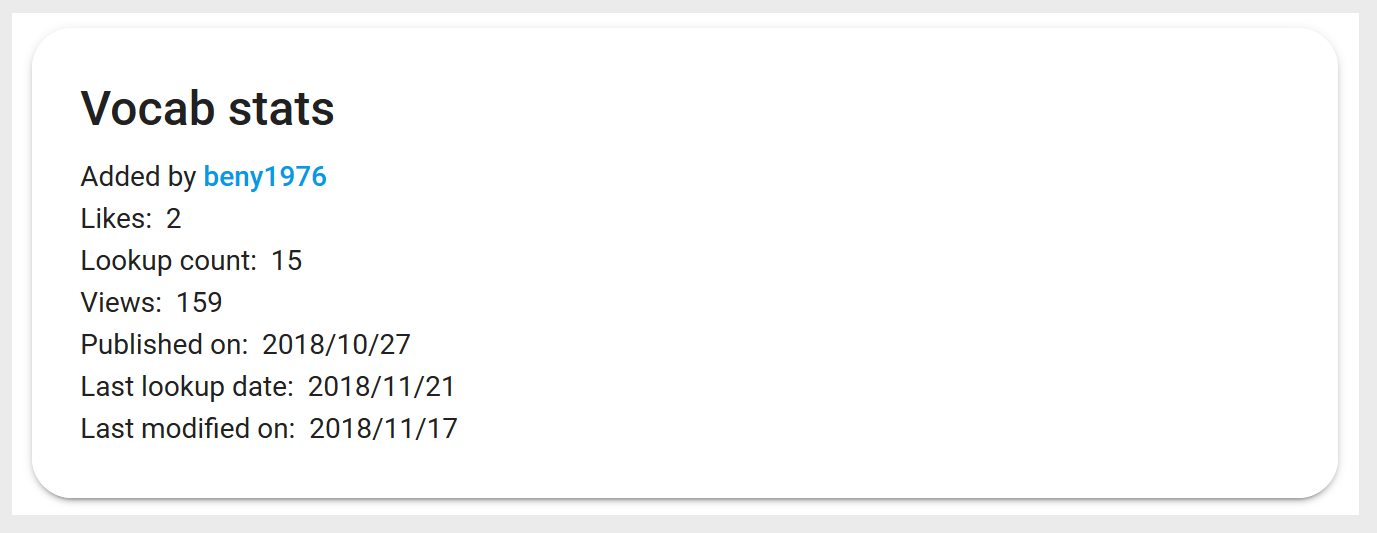 Vocab stats
Added by beny1976
Likes: 2
Lookup count: 15
Views: 159
Published on: 2018/10/27
Last lookup date: 2018/11/21
Last modified on: 2018/11/17